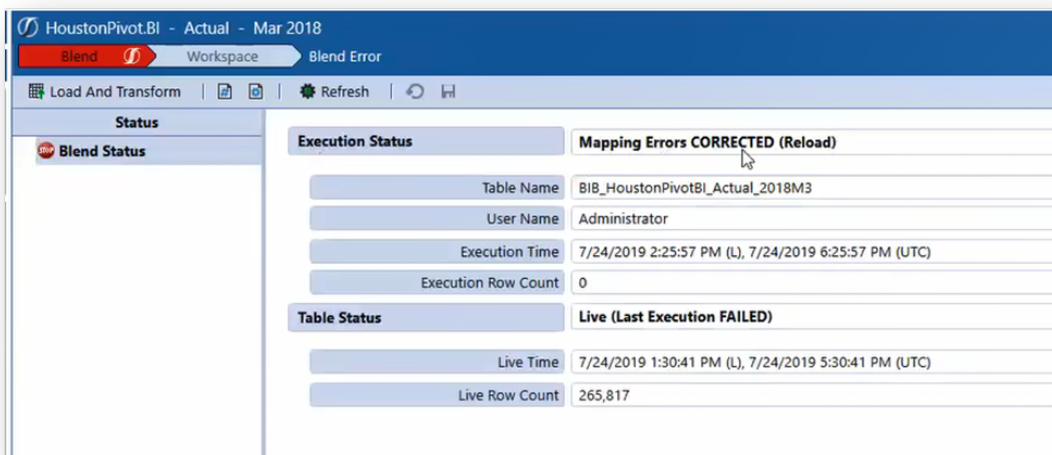 HoustonPivot.BI - Actual - Mar 2018
Blend Workspace Blend Error
Load And Transform Refresh
Status
STOP Blend Status
Execution Status Mapping Errors CORRECTED (Reload)
Table Name BIB_HoustonPivotBI_Actual_2018M3
User Name Administrator
Execution Time 7/24/2019 2:25:57 PM (L), 7/24/2019 6:25:57 PM (UTC)
Execution Row Count 0
Table Status Live (Last Execution FAILED)
Live Time 7/24/2019 1:30:41 PM (L), 7/24/2019 5:30:41 PM (UTC)
Live Row Count 265,817